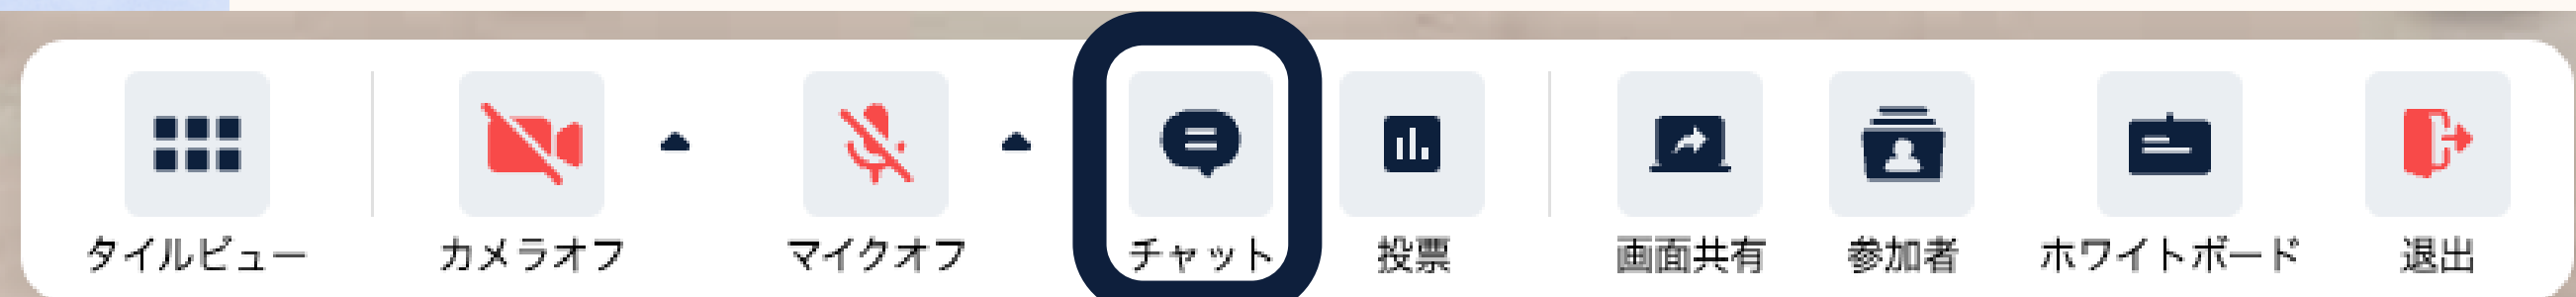 タイルビュー カメラオフ マイクオフ チャット 投票 画面共有 参加者 ホワイトボード 退出